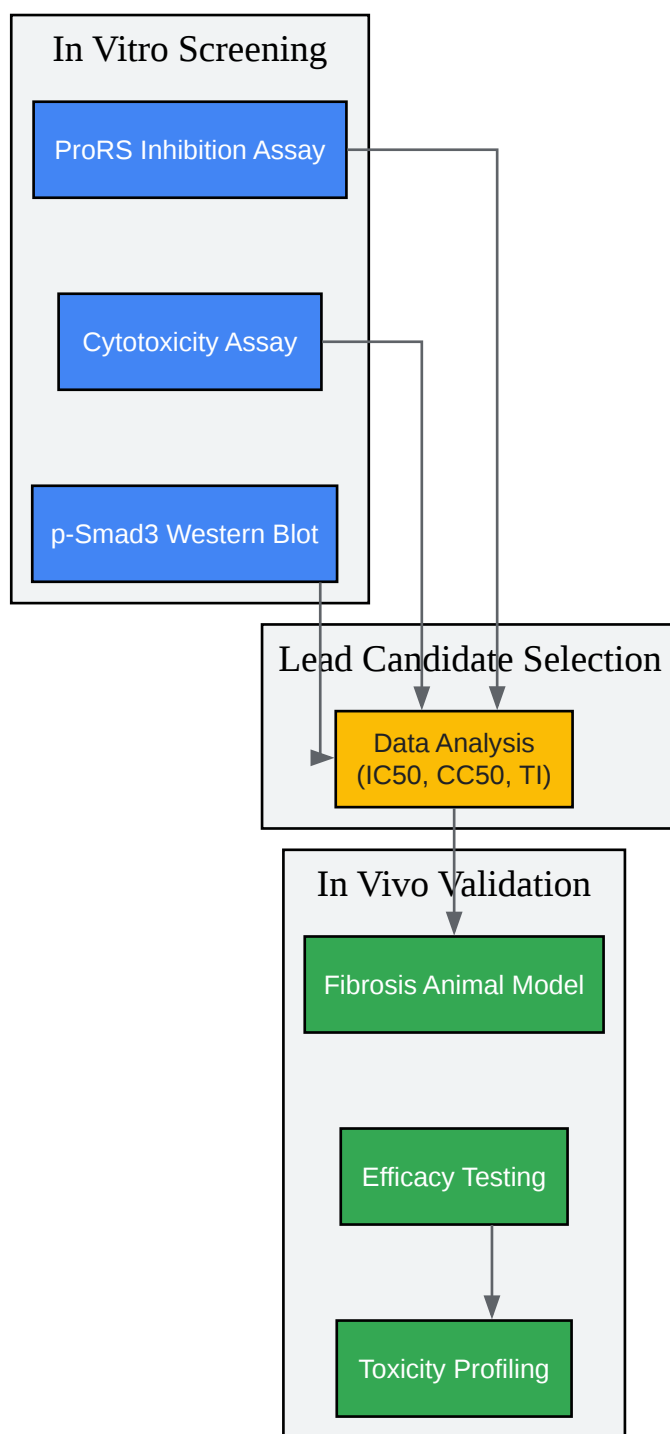 In Vitro Screening
ProRS Inhibition Assay
Cytotoxicity Assay
p-Smad3 Western Blot
Lead Candidate Selection
Data Analysis
(IC50, CC50, TI)
In Vivo Validation
Fibrosis Animal Model
Efficacy Testing
Toxicity Profiling